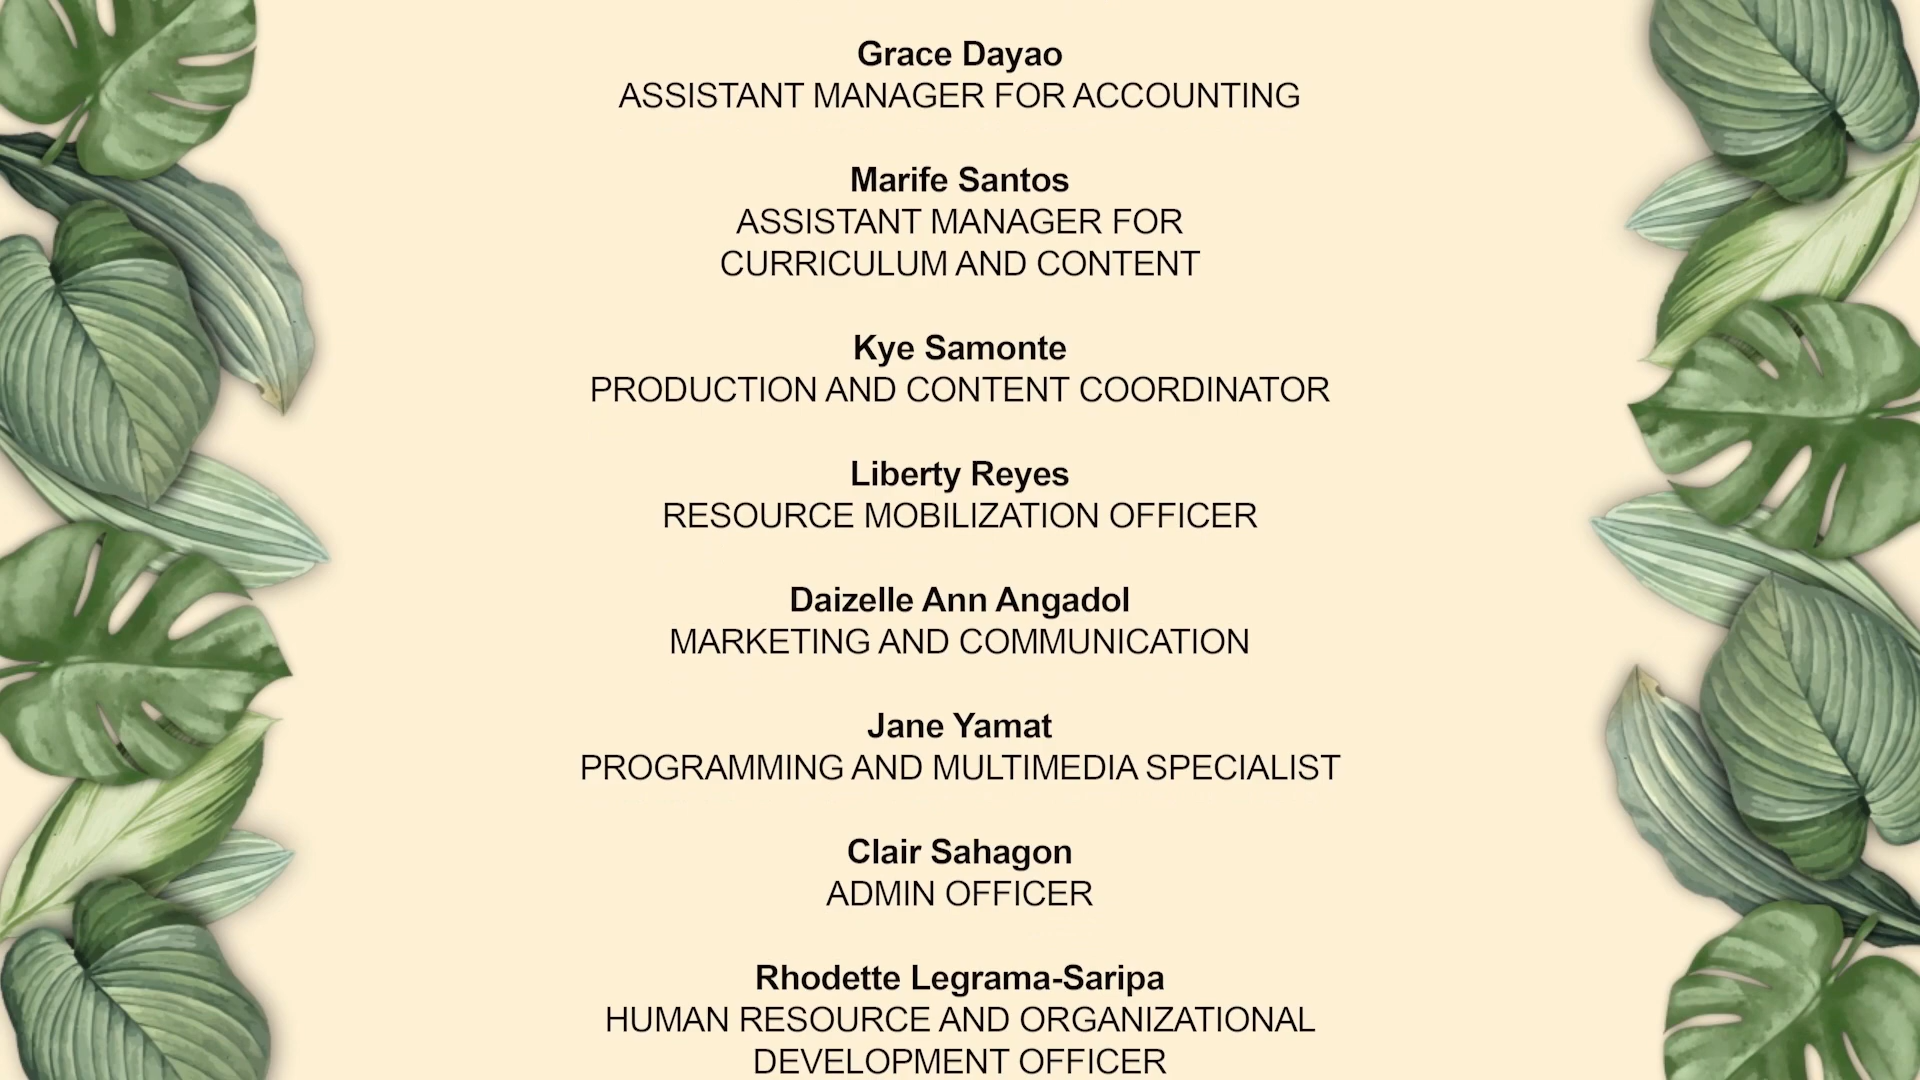 Grace Dayao
ASSISTANT MANAGER FOR ACCOUNTING
Marife Santos
ASSISTANT MANAGER FOR
CURRICULUM AND CONTENT
Kye Samonte
PRODUCTION AND CONTENT COORDINATOR
Liberty Reyes
RESOURCE MOBILIZATION OFFICER
Daizelle Ann Angadol
MARKETING AND COMMUNICATION
Jane Yamat
PROGRAMMING AND MULTIMEDIA SPECIALIST
Clair Sahagon
ADMIN OFFICER
Rhodette Legrama-Saripa
HUMAN RESOURCE AND ORGANIZATIONAL
DEVELOPMENT OFFICER